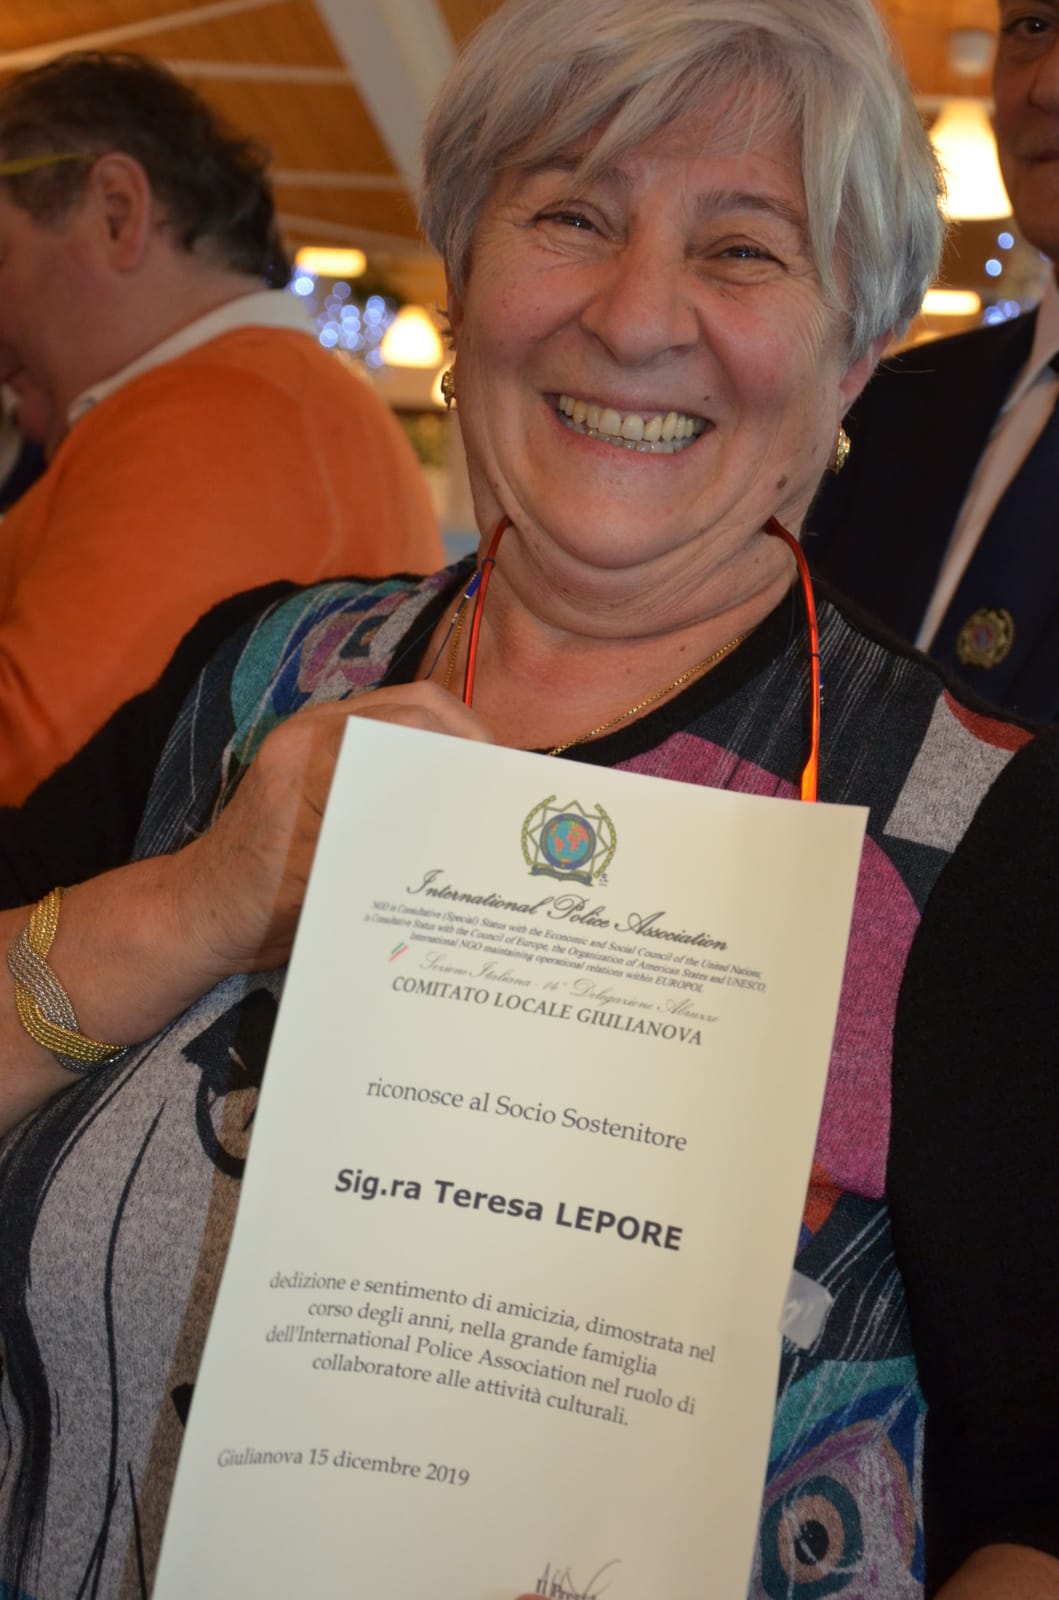 International Police Association
NGO in Consultative (Special) Status with the Economic and Social Council of the United Nations,
in Consultative Status with the Council of Europe, the Organization of American States and UNESCO,
International NGO maintaining operational relations within EUROPOL
Sezione Italiana - 14ª Delegazione Abruzzo
COMITATO LOCALE GIULIANOVA
riconosce al Socio Sostenitore
Sig.ra Teresa LEPORE
dedizione e sentimento di amicizia, dimostrata nel
corso degli anni, nella grande famiglia
dell'International Police Association nel ruolo di
collaboratore alle attività culturali.
Giulianova 15 dicembre 2019
Il